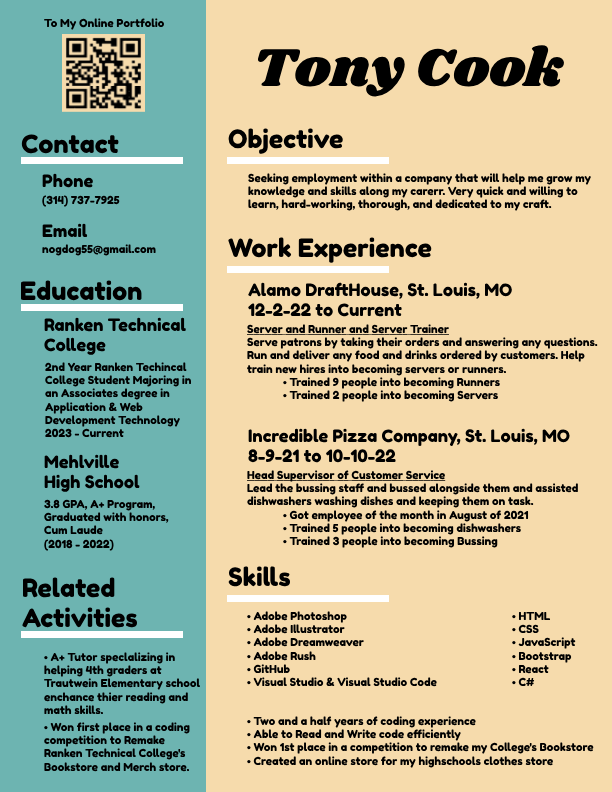 To My Online Portfolio
Tony Cook
Contact
Phone
(314) 737-7925
Email
nogdog55@gmail.com
Education
Ranken Technical
College
2nd Year Ranken Techincal
College Student Majoring in
an Associates degree in
Application & Web
Development Technology
2023 - Current
Mehlville
High School
3.8 GPA, A+ Program,
Graduated with honors,
Cum Laude
(2018 - 2022)
Related
Activities
• A+ Tutor speclalizing in
helping 4th graders at
Trautwein Elementary school
enchance thier reading and
math skills.
• Won first place in a coding
competition to Remake
Ranken Technical College's
Bookstore and Merch store.
Objective
Seeking employment within a company that will help me grow my
knowledge and skills along my carerr. Very quick and willing to
learn, hard-working, thorough, and dedicated to my craft.
Work Experience
Alamo DraftHouse, St. Louis, MO
12-2-22 to Current
Server and Runner and Server Trainer
Serve patrons by taking their orders and answering any questions.
Run and deliver any food and drinks ordered by customers. Help
train new hires into becoming servers or runners.
• Trained 9 people into becoming Runners
• Trained 2 people into becoming Servers
Incredible Pizza Company, St. Louis, MO
8-9-21 to 10-10-22
Head Supervisor of Customer Service
Lead the bussing staff and bussed alongside them and assisted
dishwashers washing dishes and keeping them on task.
• Got employee of the month in August of 2021
• Trained 5 people into becoming dishwashers
• Trained 3 people into becoming Bussing
Skills
• Adobe Photoshop
• Adobe Illustrator
• Adobe Dreamweaver
• Adobe Rush
• GitHub
• Visual Studio & Visual Studio Code
• HTML
• CSS
• JavaScript
• Bootstrap
• React
• C#
• Two and a half years of coding experience
• Able to Read and Write code efficiently
• Won 1st place in a competition to remake my College's Bookstore
• Created an online store for my highschools clothes store